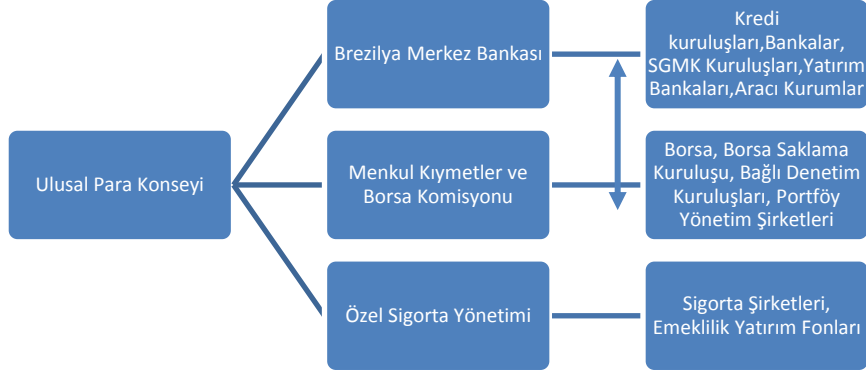 Ulusal Para Konseyi
Brezilya Merkez Bankası
Kredi
kuruluşları,Bankalar,
SGMK Kuruluşları,Yatırım
Bankaları,Aracı Kurumlar
Menkul Kıymetler ve
Borsa Komisyonu
Borsa, Borsa Saklama
Kuruluşu, Bağlı Denetim
Kuruluşları, Portföy
Yönetim Şirketleri
Özel Sigorta Yönetimi
Sigorta Şirketleri,
Emeklilik Yatırım Fonları